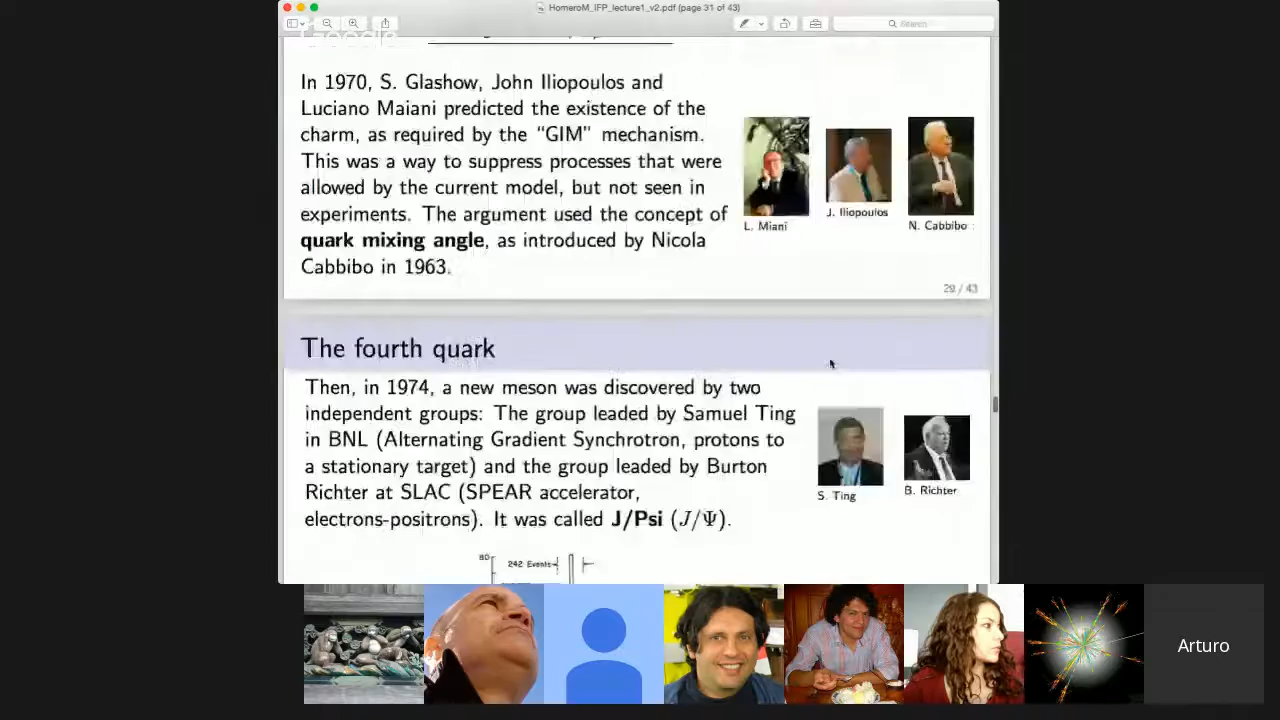 HomeroM_IFP_lecture1_v2.pdf (page 31 of 43)
Search
In 1970, S. Glashow, John Iliopoulos and
Luciano Maiani predicted the existence of the
charm, as required by the “GIM” mechanism.
This was a way to suppress processes that were
allowed by the current model, but not seen in
experiments. The argument used the concept of
quark mixing angle, as introduced by Nicola
Cabbibo in 1963.
L. Miani
J. Iliopoulos
N. Cabbibo
29 / 43
The fourth quark
Then, in 1974, a new meson was discovered by two
independent groups: The group leaded by Samuel Ting
in BNL (Alternating Gradient Synchrotron, protons to
a stationary target) and the group leaded by Burton
Richter at SLAC (SPEAR accelerator,
electrons-positrons). It was called J/Psi (J/Ψ).
S. Ting
B. Richter
80
242 Events
Arturo